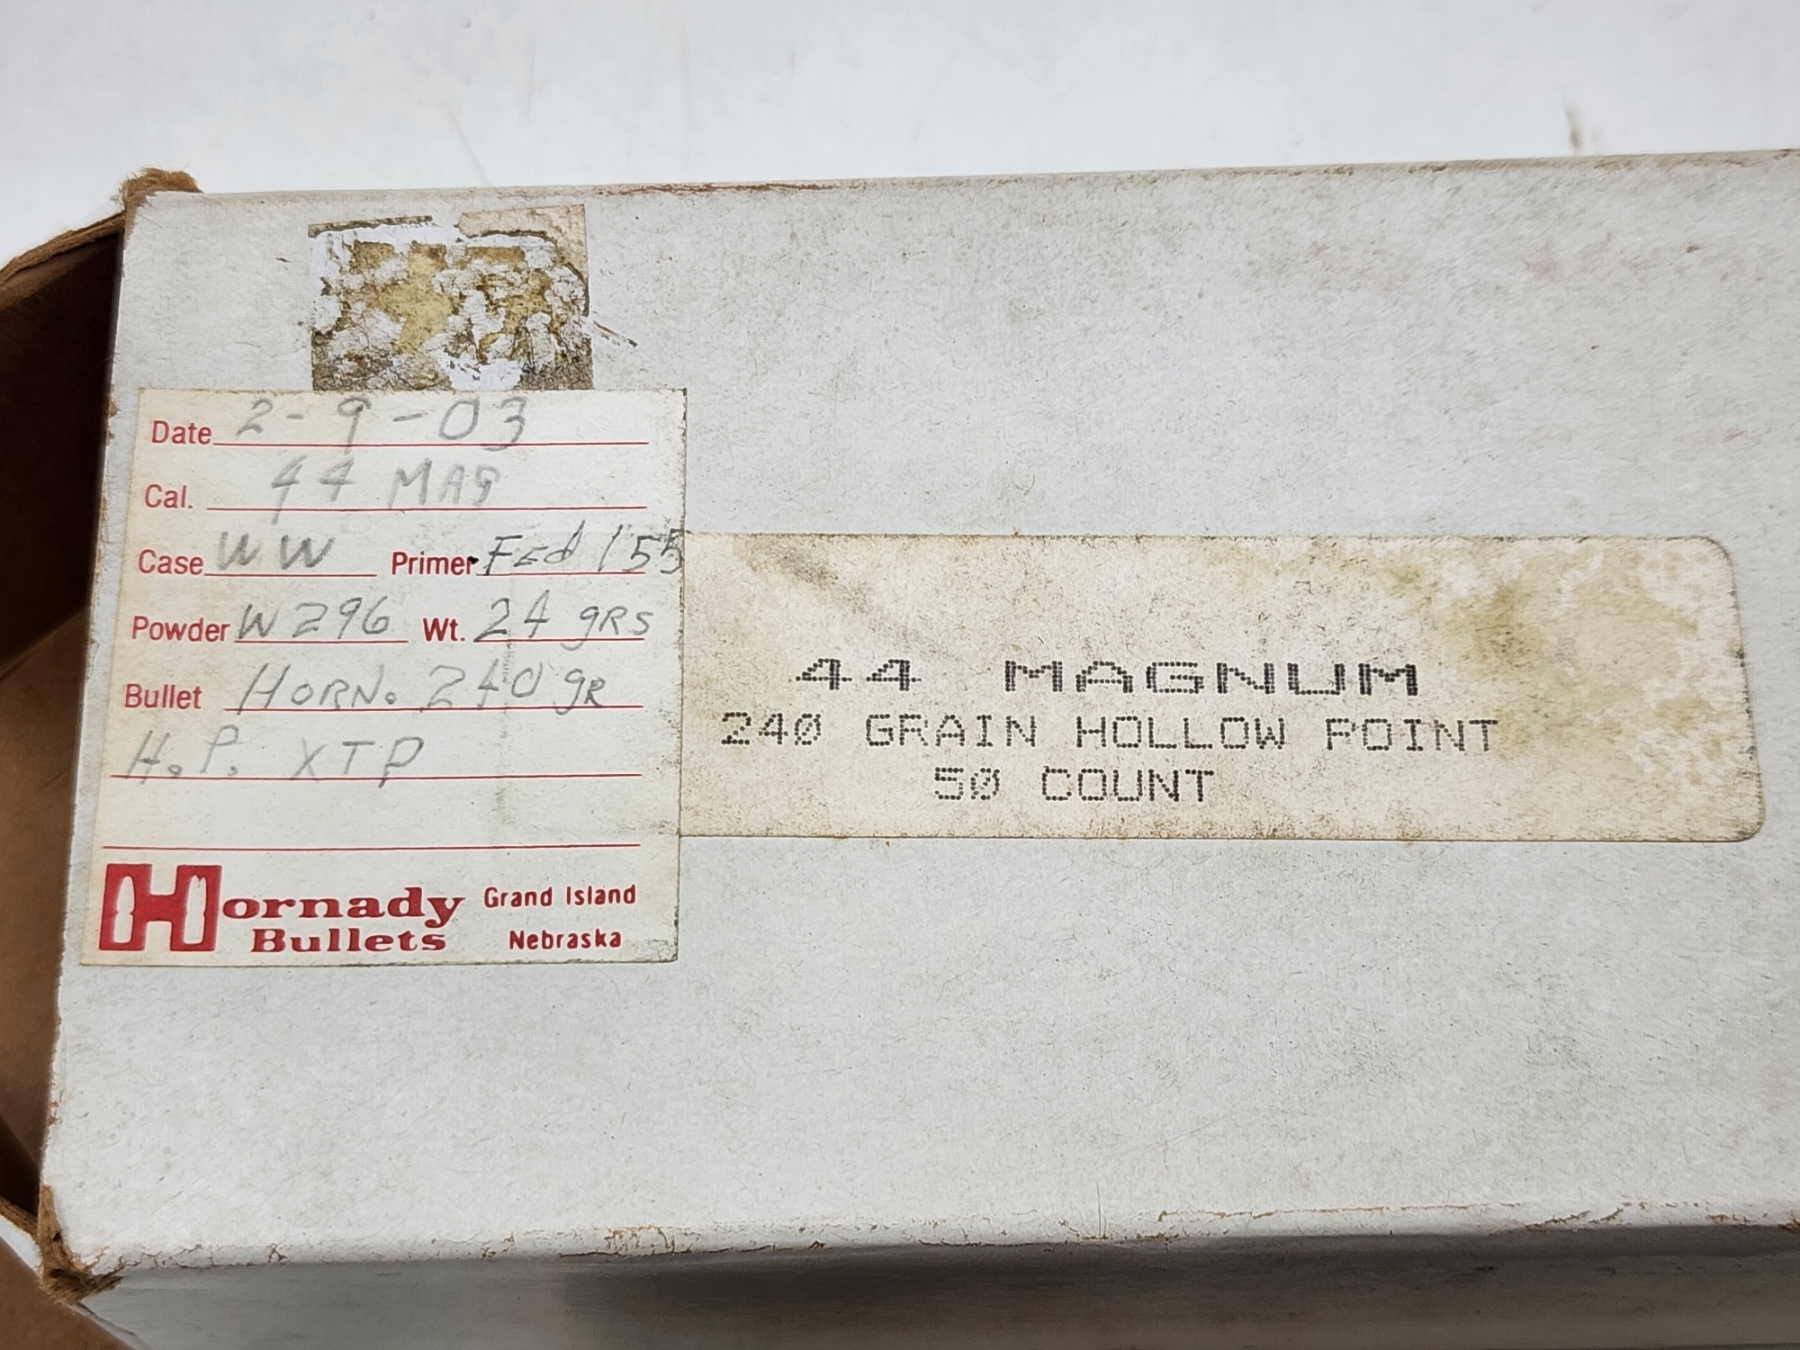 Date 2-9-03
Cal. 44 MAG
Case WW Primer Fed 155
Powder W296 Wt. 24 gRS
Bullet HORN. 240 gR
H.P. XTP
Hornady Bullets
Grand Island
Nebraska
44 MAGNUM
240 GRAIN HOLLOW POINT
50 COUNT